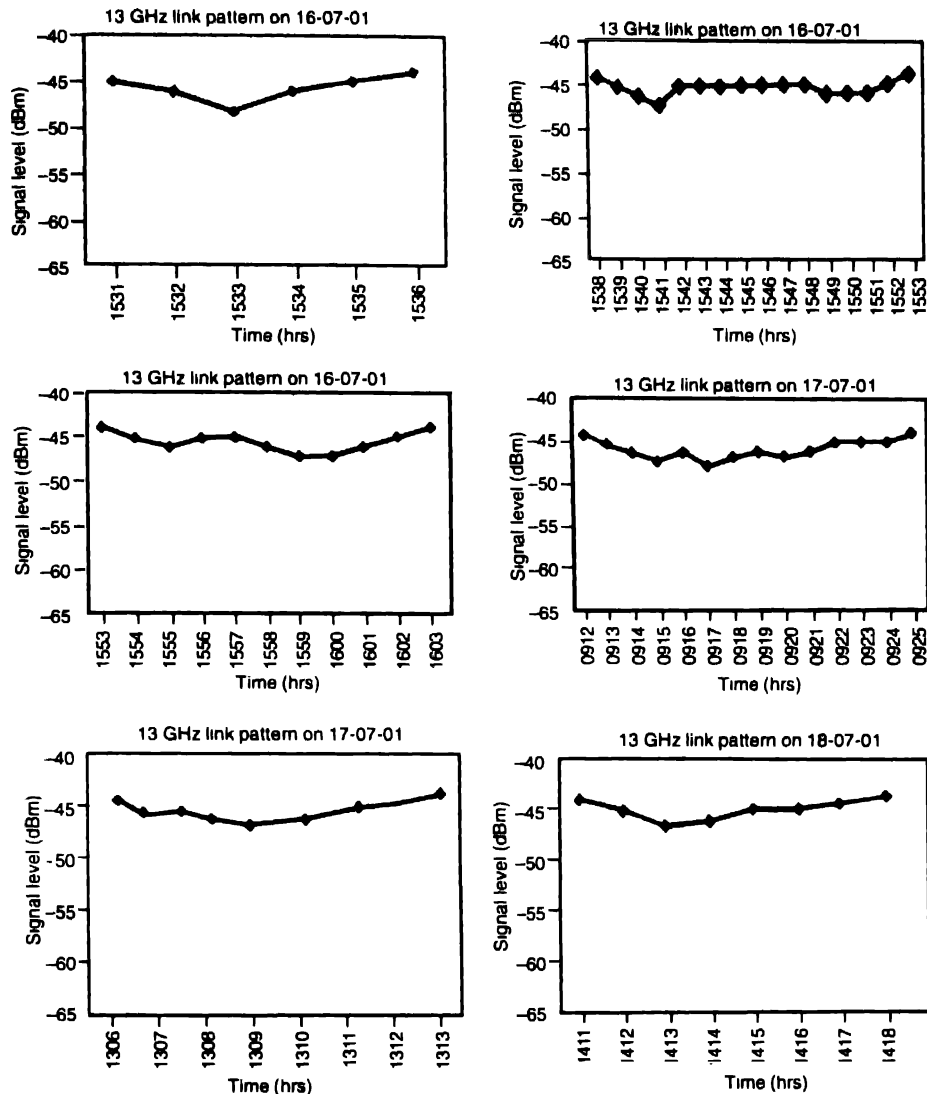 13 GHz link pattern on 16-07-01
Signal level (dBm)
−40
−45
−50
−55
−60
−65
1531 1532 1533 1534 1535 1536
Time (hrs)
13 GHz link pattern on 16-07-01
Signal level (dBm)
−40
−45
−50
−55
−60
−65
1538 1539 1540 1541 1542 1543 1544 1545 1546 1547 1548 1549 1550 1551 1552 1553
Time (hrs)
13 GHz link pattern on 16-07-01
Signal level (dBm)
−40
−45
−50
−55
−60
−65
1553 1554 1555 1556 1557 1558 1559 1600 1601 1602 1603
Time (hrs)
13 GHz link pattern on 17-07-01
Signal level (dBm)
−40
−45
−50
−55
−60
−65
0912 0913 0914 0915 0916 0917 0918 0919 0920 0921 0922 0923 0924 0925
Time (hrs)
13 GHz link pattern on 17-07-01
Signal level (dBm)
−40
−45
−50
−55
−60
−65
1306 1307 1308 1309 1310 1311 1312 1313
Time (hrs)
13 GHz link pattern on 18-07-01
Signal level (dBm)
−40
−45
−50
−55
−60
−65
1411 1412 1413 1414 1415 1416 1417 1418
Time (hrs)